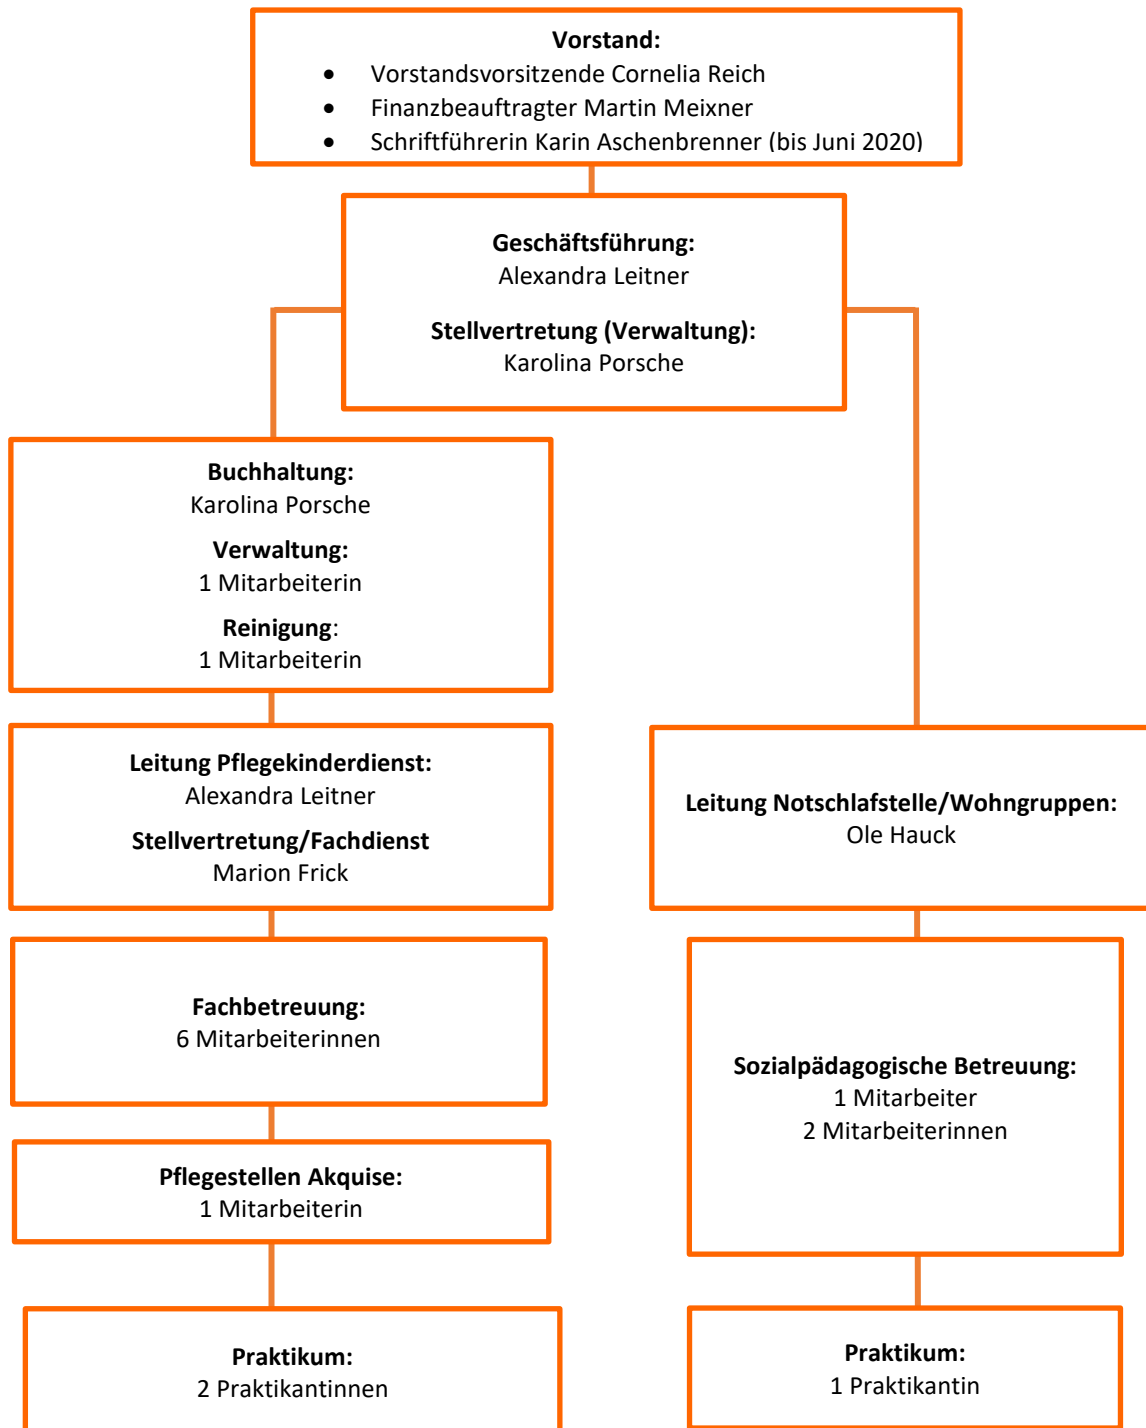 Vorstand:
• Vorstandsvorsitzende Cornelia Reich
• Finanzbeauftragter Martin Meixner
• Schriftführerin Karin Aschenbrenner (bis Juni 2020)
Geschäftsführung:
Alexandra Leitner
Stellvertretung (Verwaltung):
Karolina Porsche
Buchhaltung:
Karolina Porsche
Verwaltung:
1 Mitarbeiterin
Reinigung:
1 Mitarbeiterin
Leitung Pflegekinderdienst:
Alexandra Leitner
Stellvertretung/Fachdienst
Marion Frick
Leitung Notschlafstelle/Wohngruppen:
Ole Hauck
Fachbetreuung:
6 Mitarbeiterinnen
Sozialpädagogische Betreuung:
1 Mitarbeiter
2 Mitarbeiterinnen
Pflegestellen Akquise:
1 Mitarbeiterin
Praktikum:
2 Praktikantinnen
Praktikum:
1 Praktikantin